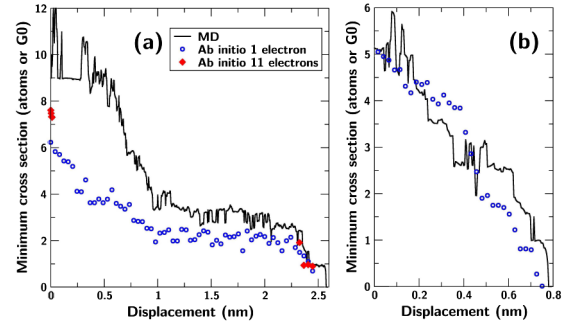 (a)
MD
Ab initio 1 electron
Ab initio 11 electrons
Minimum cross section (atoms or G0)
12
10
8
6
4
2
0
0 0.5 1.0 1.5 2.0 2.5
Displacement (nm)
(b)
Minimum cross section (atoms or G0)
6
5
4
3
2
1
0
0 0.2 0.4 0.6 0.8
Displacement (nm)